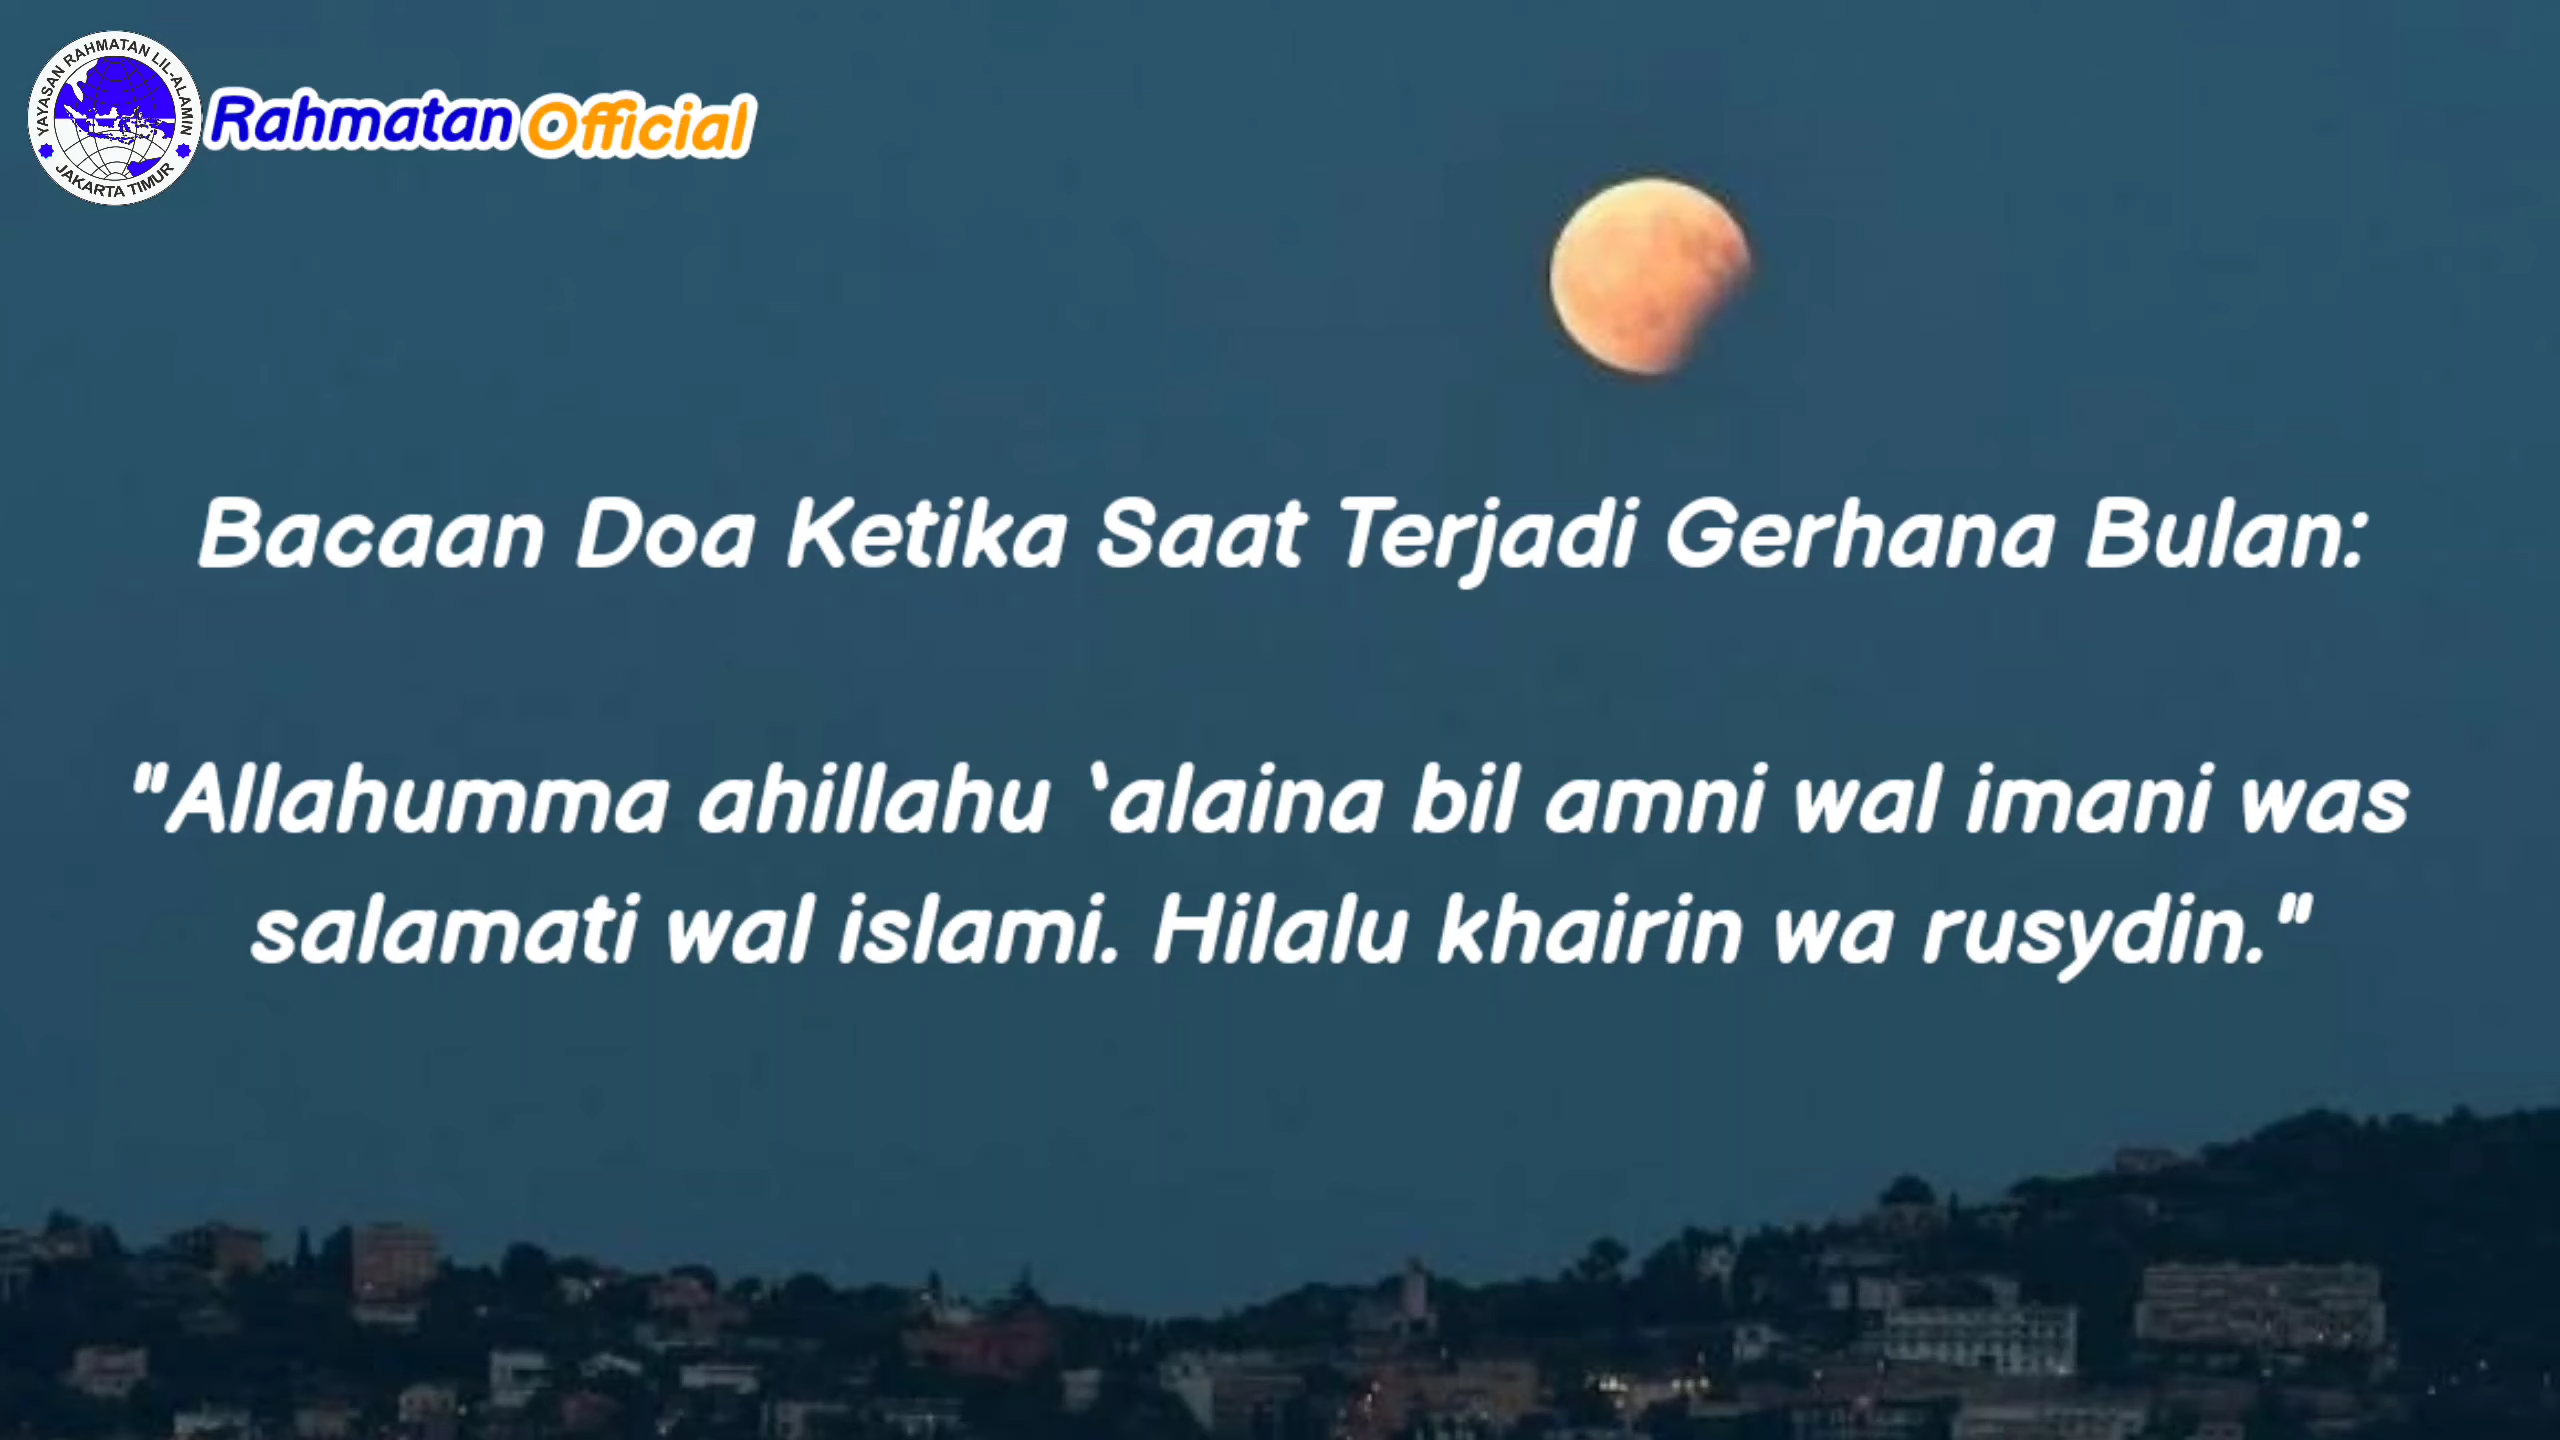 YAYASAN RAHMATAN LIL-ALAMIN
JAKARTA TIMUR
Rahmatan Official
Bacaan Doa Ketika Saat Terjadi Gerhana Bulan:
"Allahumma ahillahu ‘alaina bil amni wal imani was
salamati wal islami. Hilalu khairin wa rusydin."